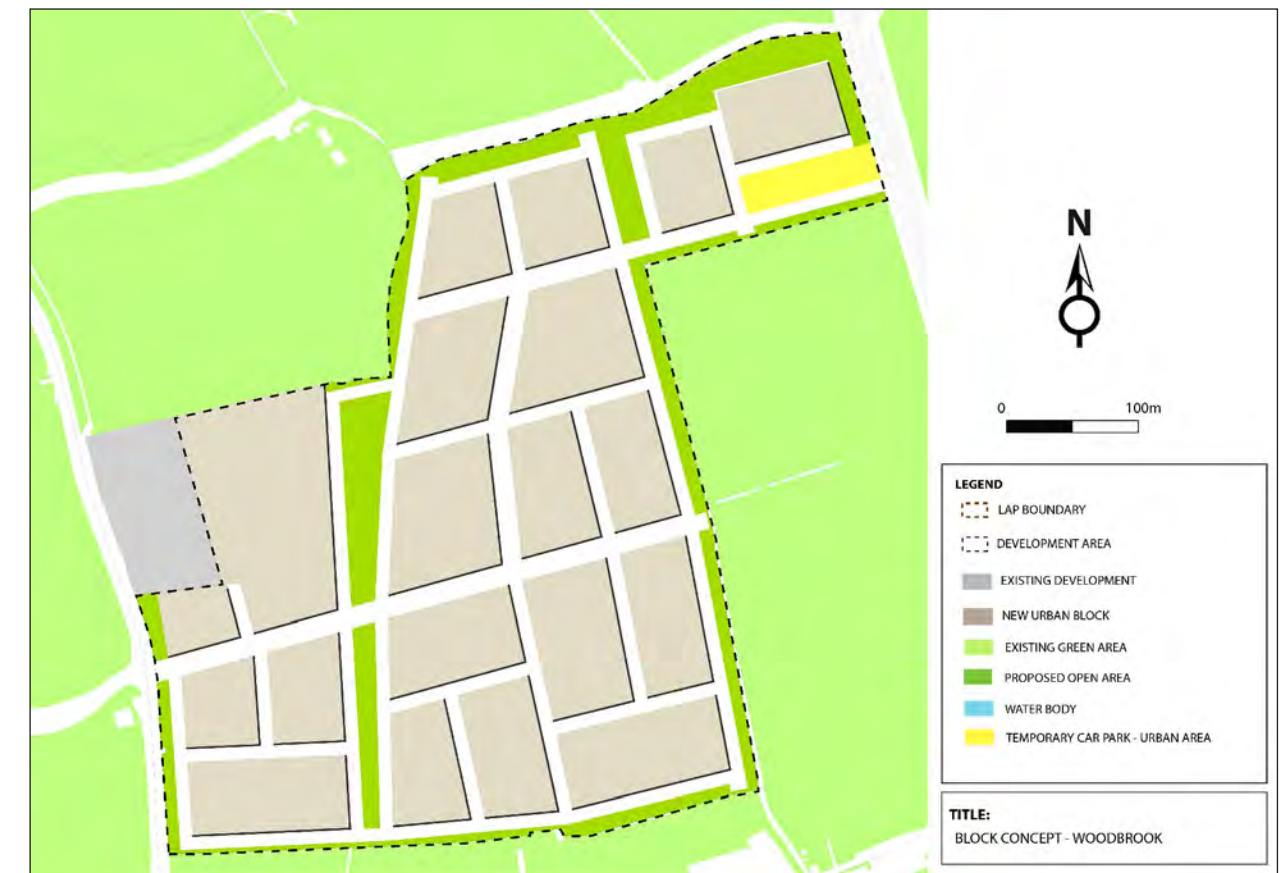 N
0 100m
LEGEND
LAP BOUNDARY
DEVELOPMENT AREA
EXISTING DEVELOPMENT
NEW URBAN BLOCK
EXISTING GREEN AREA
PROPOSED OPEN AREA
WATER BODY
TEMPORARY CAR PARK - URBAN AREA
TITLE:
BLOCK CONCEPT - WOODBROOK